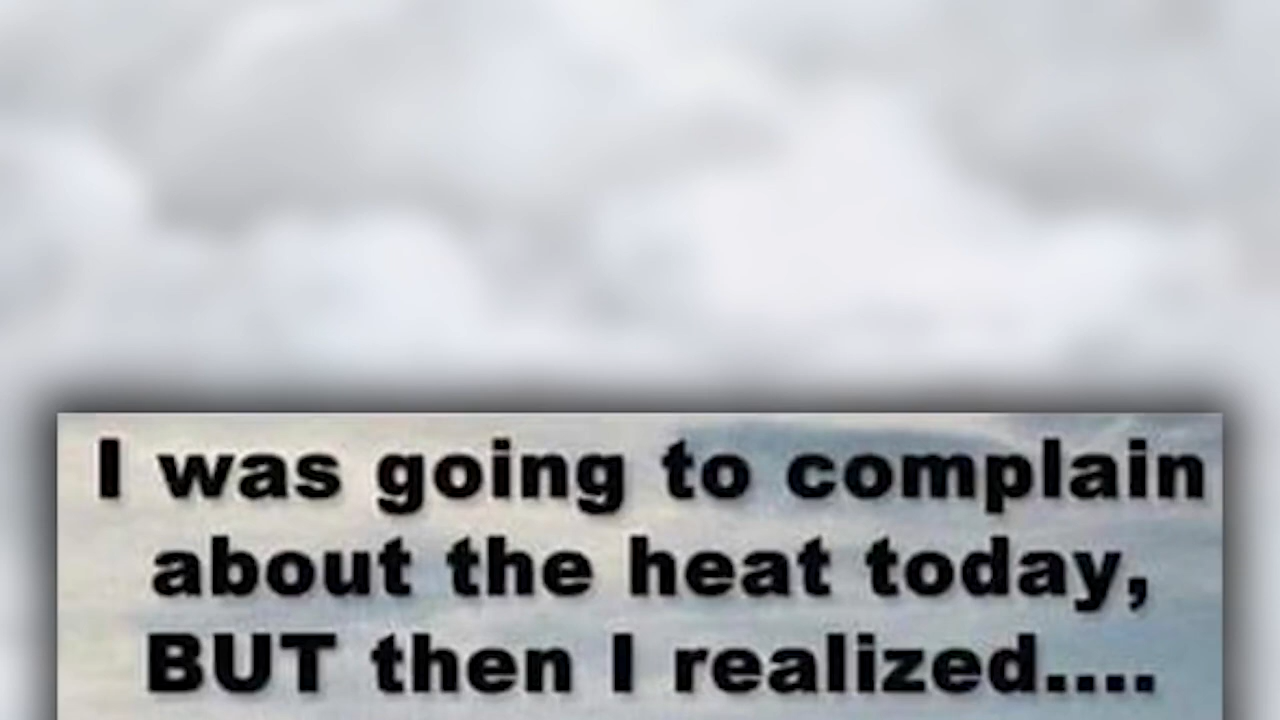 I was going to complain
about the heat today,
BUT then I realized....